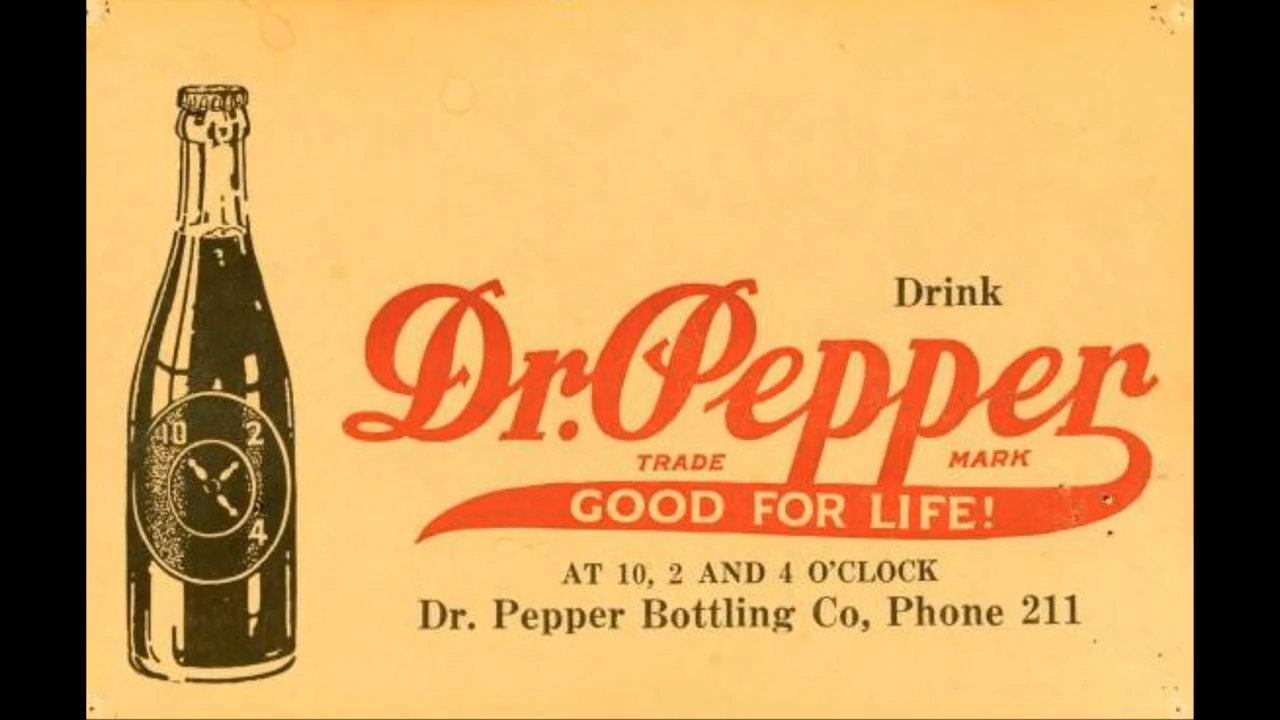 10 2
4
Drink
Dr. Pepper
TRADE MARK
GOOD FOR LIFE!
AT 10, 2 AND 4 O'CLOCK
Dr. Pepper Bottling Co, Phone 211